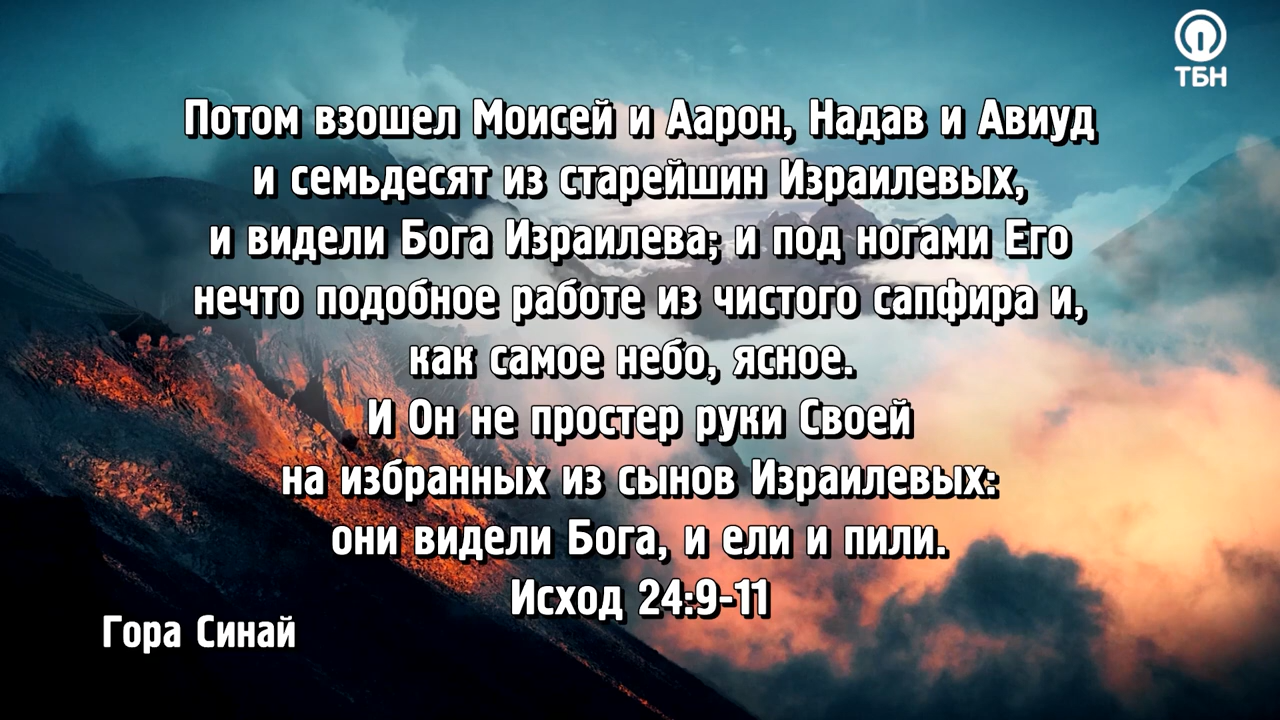 ТБН
Потом взошел Моисей и Аарон, Надав и Авиуд
и семьдесят из старейшин Израилевых,
и видели Бога Израилева; и под ногами Его
нечто подобное работе из чистого сапфира и,
как самое небо, ясное.
И Он не простер руки Своей
на избранных из сынов Израилевых:
они видели Бога, и ели и пили.
Исход 24:9-11
Гора Синай